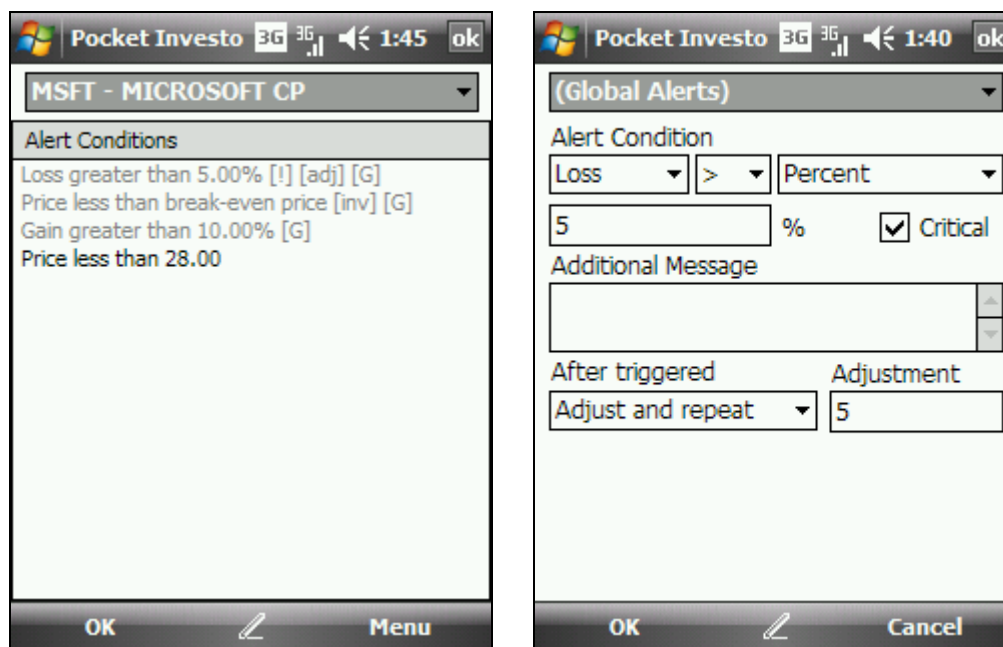 Pocket Investo 3G 3G 1:45 ok
MSFT - MICROSOFT CP
Alert Conditions
Loss greater than 5.00% [!] [adj] [G]
Price less than break-even price [inv] [G]
Gain greater than 10.00% [G]
Price less than 28.00
OK Menu
Pocket Investo 3G 3G 1:40 ok
(Global Alerts)
Alert Condition
Loss > Percent
5 % Critical
Additional Message
After triggered Adjustment
Adjust and repeat 5
OK Cancel